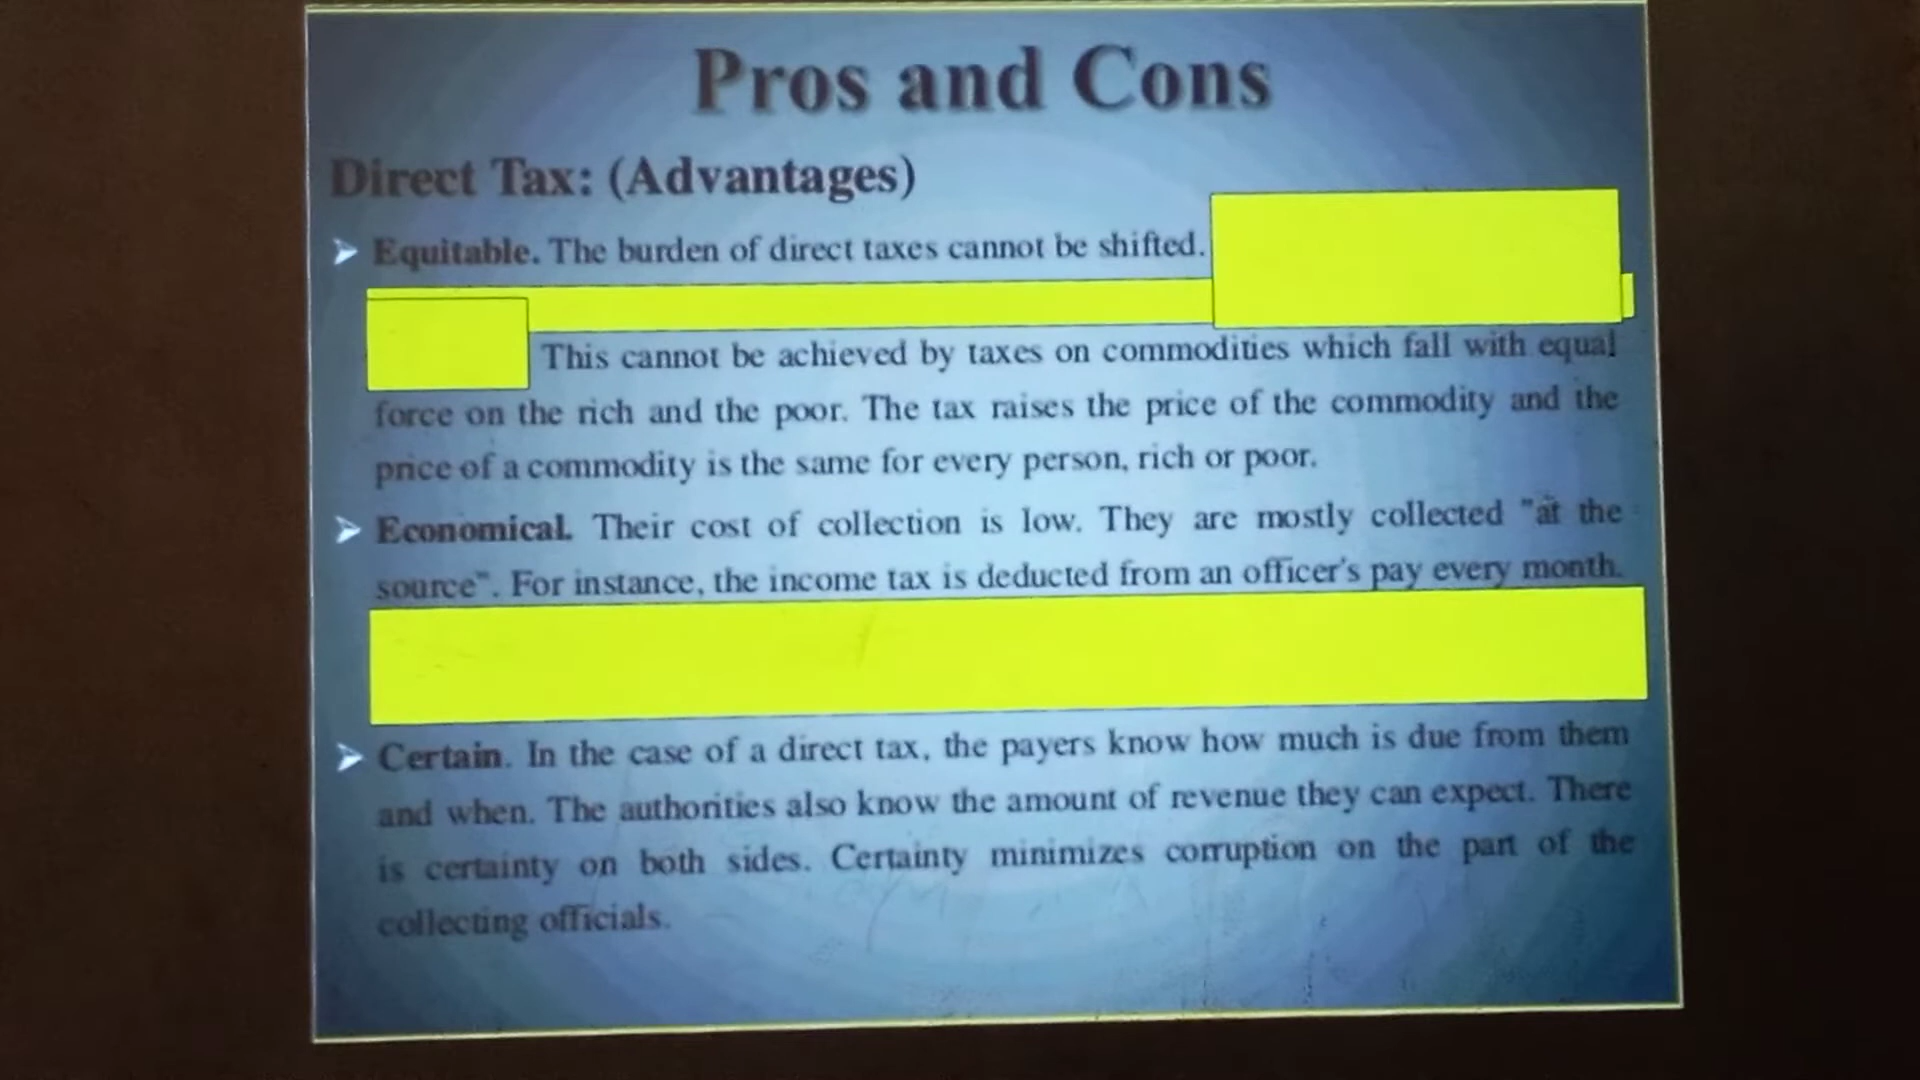 Pros and Cons
Direct Tax: (Advantages)
Equitable. The burden of direct taxes cannot be shifted.
This cannot be achieved by taxes on commodities which fall with equal
force on the rich and the poor. The tax raises the price of the commodity and the
price of a commodity is the same for every person, rich or poor.
Economical. Their cost of collection is low. They are mostly collected "at the
source". For instance, the income tax is deducted from an officer's pay every month.
Certain. In the case of a direct tax, the payers know how much is due from them
and when. The authorities also know the amount of revenue they can expect. There
is certainty on both sides. Certainty minimizes corruption on the part of the
collecting officials.